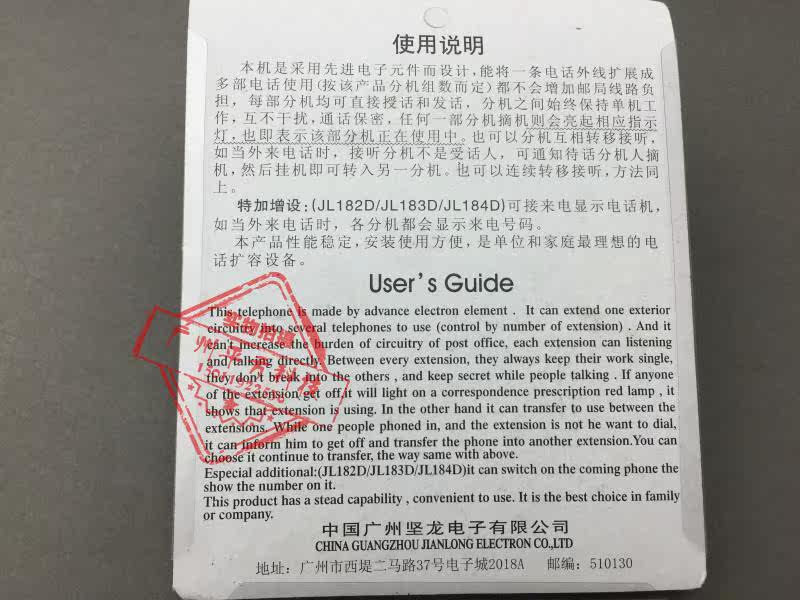 使用说明
本机是采用先进电子元件而设计,能将一条电话外线扩展成
多部电话使用(按该产品分机组数而定)都不会增加邮局线路负
担，每部分机均可直接授话和发话，分机之间始终保持单机工
作，互不干扰，通话保密，任何一部分机摘机则会亮起相应指示
灯，也即表示该部分机正在使用中。也可以分机互相转移接听，
如当外来电话时，接听分机不是受话人，可通知待话分机人摘
机，然后挂机即可转入另一分机。也可以连续转移接听，方法同
上。
特加增设：(JL182D/JL183D/JL184D)可接来电显示电话机，
如当外来电话时，各分机都会显示来电号码。
本产品性能稳定，安装使用方便，是单位和家庭最理想的电
话扩容设备。
User's Guide
This telephone is made by advance electron element . It can extend one exterior
circuitry into several telephones to use (control by number of extension) . And it
can't increase the burden of circuitry of post office, each extension can listening
and talking directly. Between every extension, they always keep their work single,
they don't break into the others , and keep secret while people talking . If anyone
of the extension get off,it will light on a correspondence prescription red lamp , it
shows that extension is using. In the other hand it can transfer to use between the
extensions. While one people phoned in, and the extension is not he want to dial,
it can inform him to get off and transfer the phone into another extension.You can
choose it continue to transfer, the way same with above.
Especial additional:(JL182D/JL183D/JL184D)it can switch on the coming phone the
show the number on it.
This product has a stead capability , convenient to use. It is the best choice in family
or company.
中国广州坚龙电子有限公司
CHINA GUANGZHOU JIANLONG ELECTRON CO.,LTD
地址：广州市西堤二马路37号电子城2018A 邮编：510130
实物拍摄